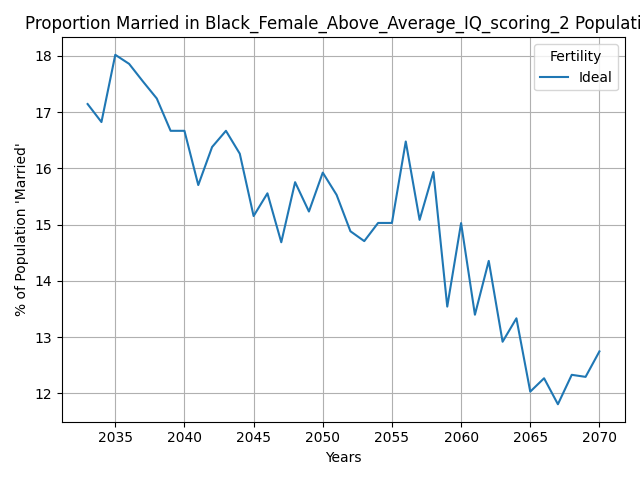 Proportion Married in Black_Female_Above_Average_IQ_scoring_2 Populati
Fertility
Ideal
% of Population 'Married'
18
17
16
15
14
13
12
2035 2040 2045 2050 2055 2060 2065 2070
Years